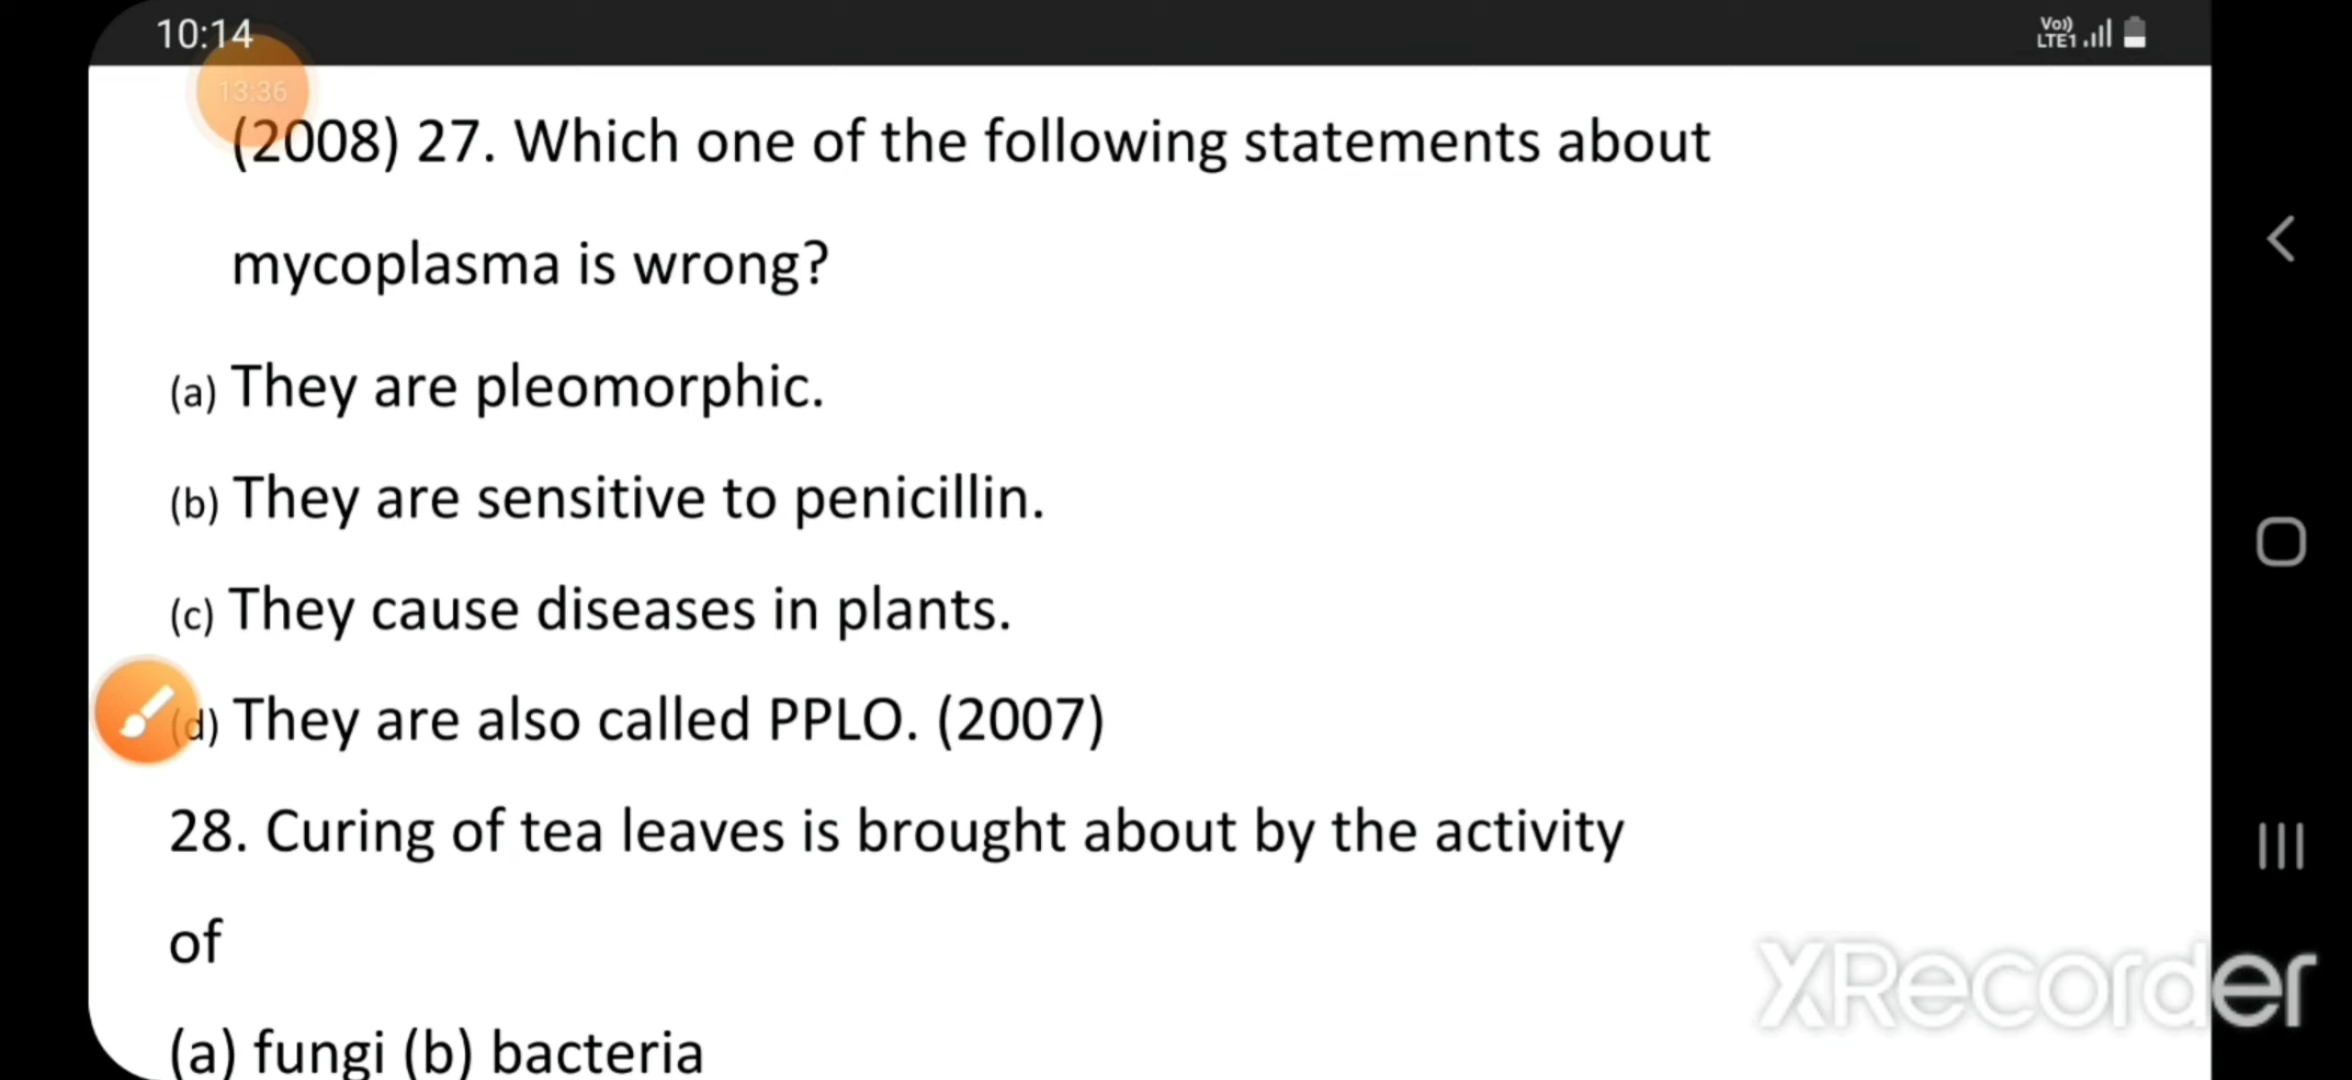 10:14
Vo))
LTE1
13:36
(2008) 27. Which one of the following statements about
mycoplasma is wrong?
(a) They are pleomorphic.
(b) They are sensitive to penicillin.
(c) They cause diseases in plants.
(d) They are also called PPLO. (2007)
28. Curing of tea leaves is brought about by the activity
of
(a) fungi (b) bacteria
XRecorder